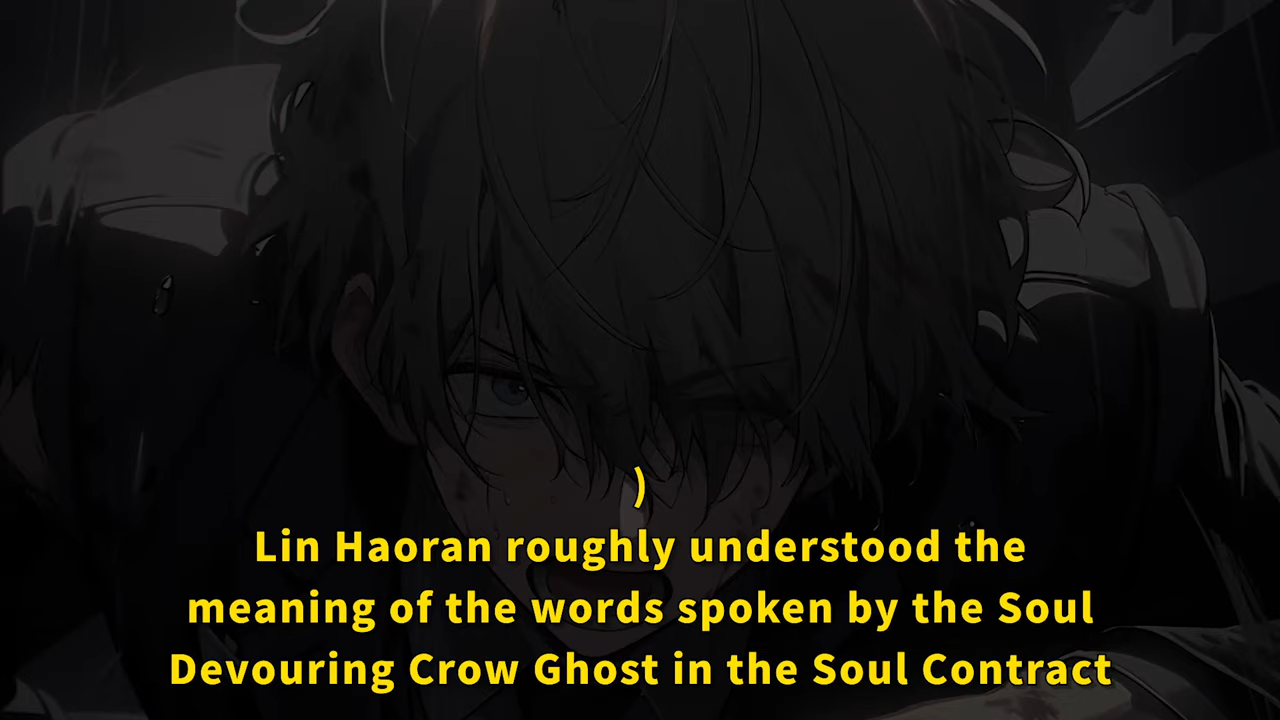 )
Lin Haoran roughly understood the
meaning of the words spoken by the Soul
Devouring Crow Ghost in the Soul Contract